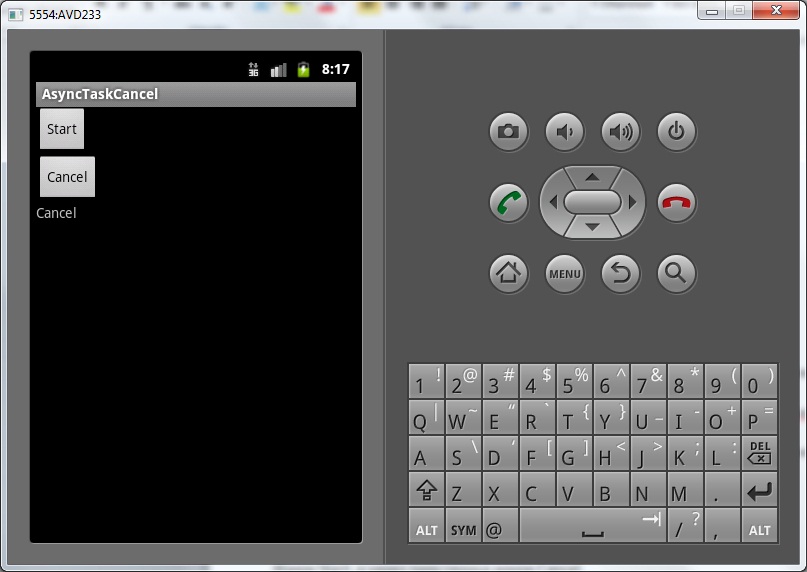 5554:AVD233
3G 8:17
AsyncTaskCancel
Start
Cancel
Cancel
MENU
1 ! 2 @ 3 # 4 $ 5 % 6 ^ 7 & 8 * 9 ( 0 )
Q | W ~ E “ R ` T { Y } U _ I - O + P =
A S \ D ‘ F [ G ] H < J > K ; L : DEL
Z X C V B N M .
ALT SYM @ / ? , ALT